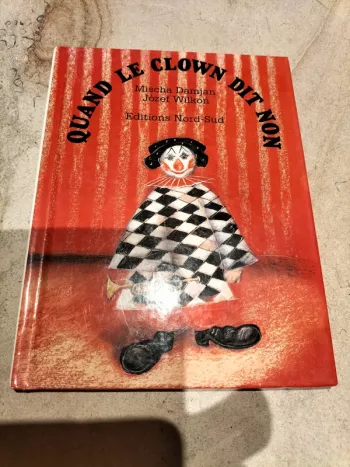 QUAND LE CLOWN DIT NON
Mischa Damjan
Józef Wilkoń
Editions Nord-Sud